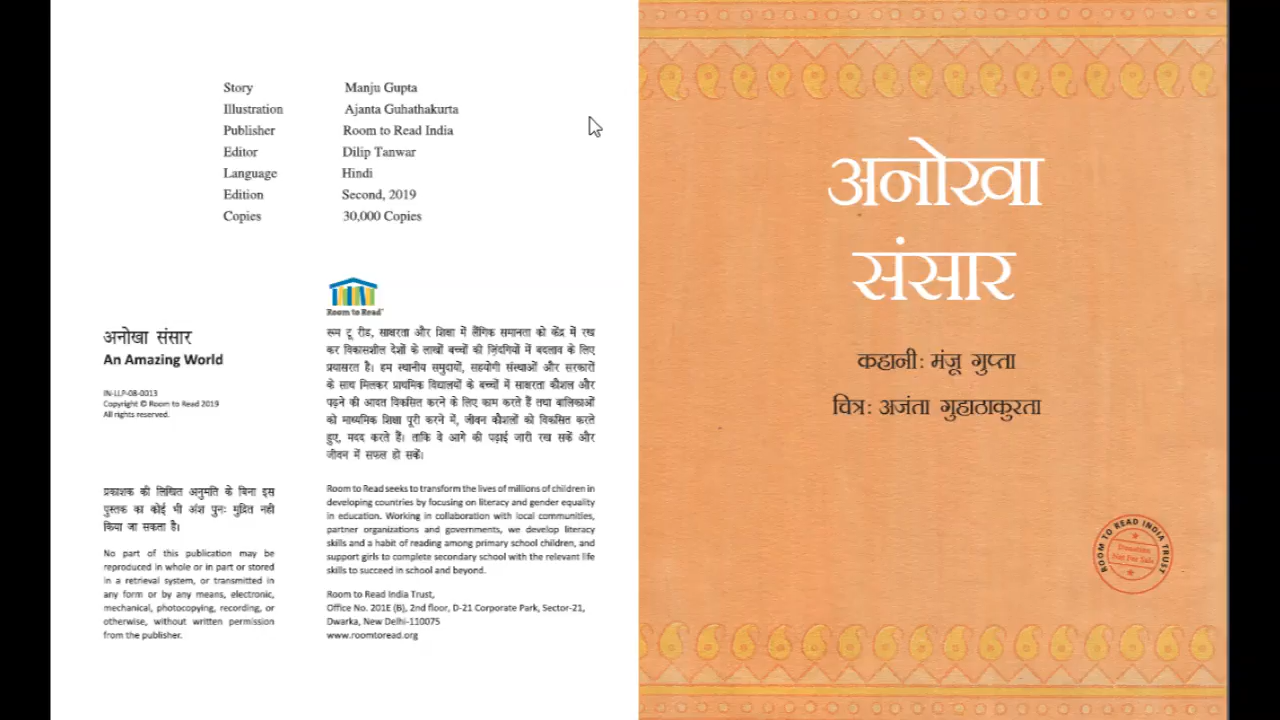 Story Manju Gupta
Illustration Ajanta Guhathakurta
Publisher Room to Read India
Editor Dilip Tanwar
Language Hindi
Edition Second, 2019
Copies 30,000 Copies
Room to Read
अनोखा संसार
An Amazing World
IN-LLP-08-0013
Copyright © Room to Read 2019
All rights reserved.
प्रकाशक की लिखित अनुमति के बिना इस
पुस्तक का कोई भी अंश पुनः मुद्रित नहीं
किया जा सकता है।
No part of this publication may be
reproduced in whole or in part or stored
in a retrieval system, or transmitted in
any form or by any means, electronic,
mechanical, photocopying, recording, or
otherwise, without written permission
from the publisher.
रूम टू रीड, साक्षरता और शिक्षा में लैंगिक समानता को केंद्र में रख
कर विकासशील देशों के लाखों बच्चों की ज़िंदगियों में बदलाव के लिए
प्रयासरत है। हम स्थानीय समुदायों, सहयोगी संस्थाओं और सरकारों
के साथ मिलकर प्राथमिक विद्यालयों के बच्चों में साक्षरता कौशल और
पढ़ने की आदत विकसित करने के लिए काम करते हैं तथा बालिकाओं
को माध्यमिक शिक्षा पूरी करने में, जीवन कौशलों को विकसित करते
हुए, मदद करते हैं। ताकि वे आगे की पढ़ाई जारी रख सकें और
जीवन में सफल हो सकें।
Room to Read seeks to transform the lives of millions of children in
developing countries by focusing on literacy and gender equality
in education. Working in collaboration with local communities,
partner organizations and governments, we develop literacy
skills and a habit of reading among primary school children, and
support girls to complete secondary school with the relevant life
skills to succeed in school and beyond.
Room to Read India Trust,
Office No. 201E (B), 2nd floor, D-21 Corporate Park, Sector-21,
Dwarka, New Delhi-110075
www.roomtoread.org
अनोखा
संसार
कहानी: मंजू गुप्ता
चित्र: अजंता गुहाठाकुरता
ROOM TO READ INDIA TRUST
Donation
Not For Sale